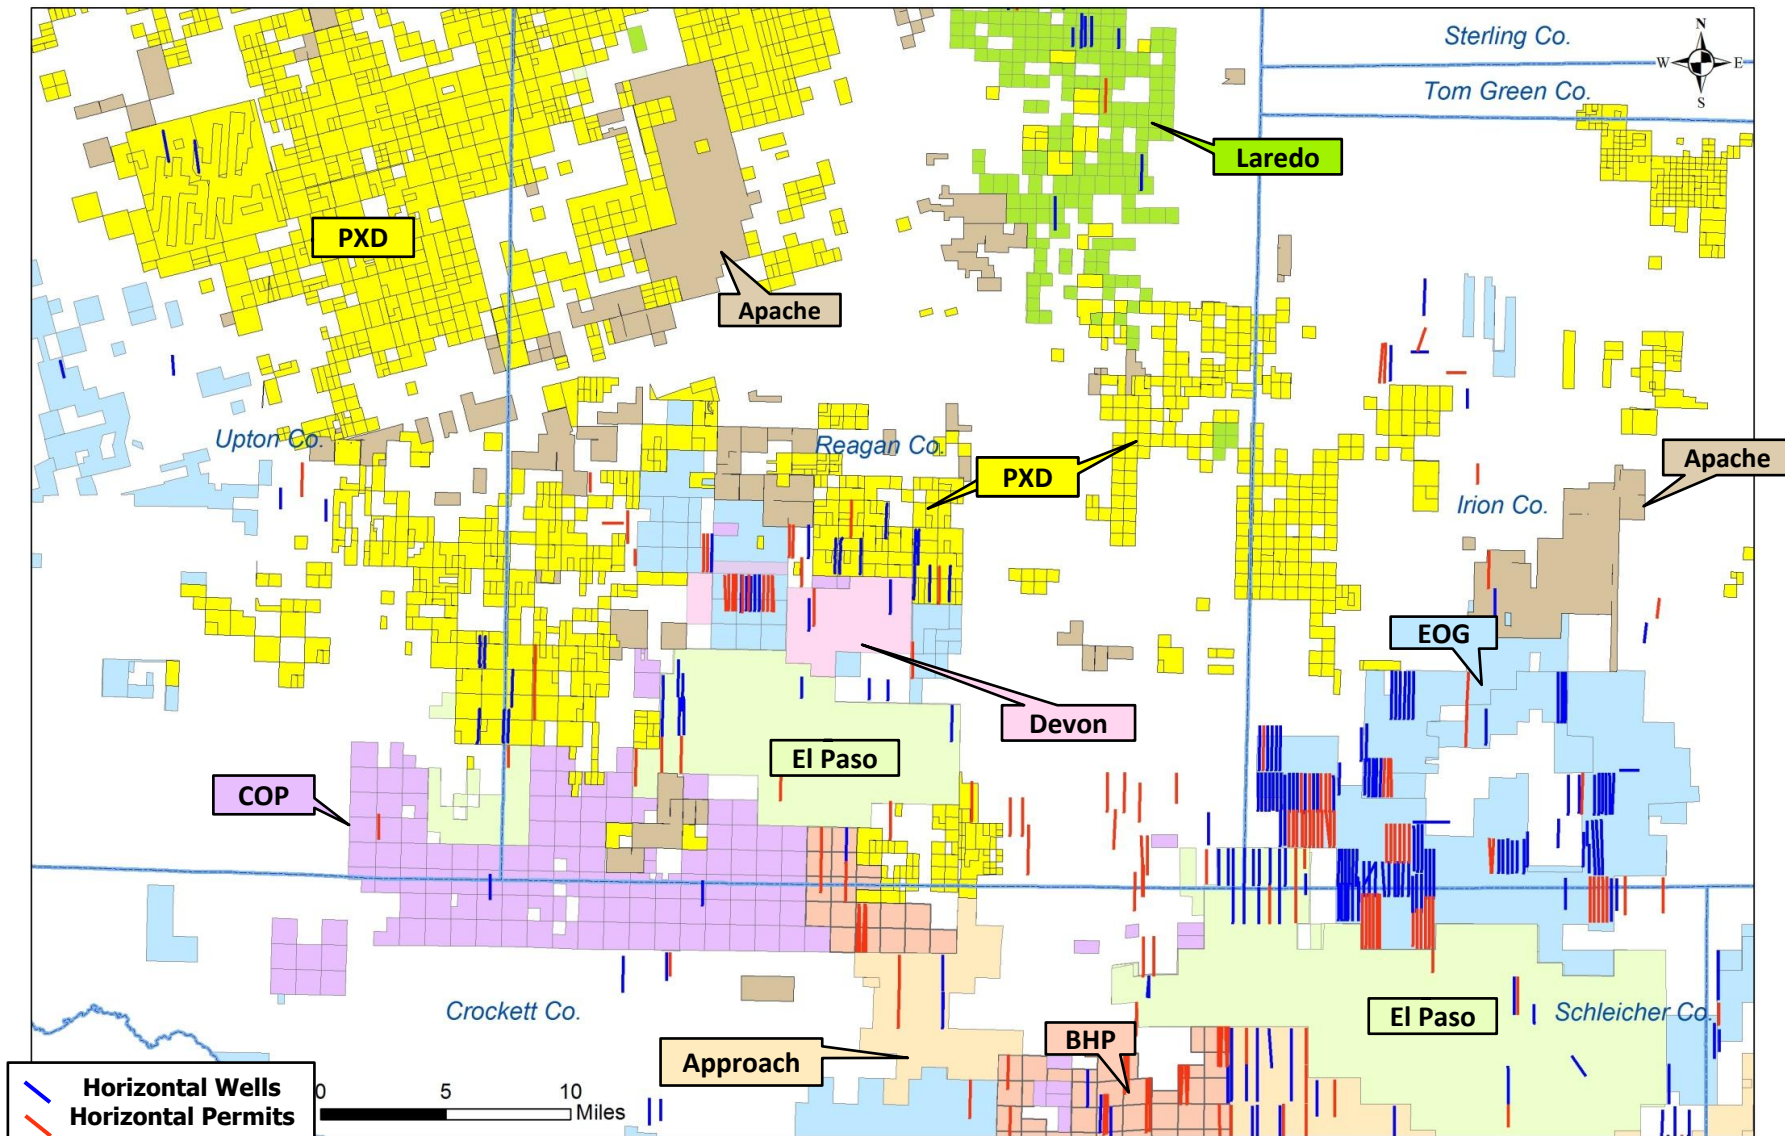 Sterling Co.
N
W E
S
Tom Green Co.
Laredo
PXD
Apache
Upton Co.
Reagan Co.
Apache
PXD
Irion Co.
EOG
Devon
El Paso
COP
Crockett Co.
El Paso
Schleicher Co.
BHP
Approach
Horizontal Wells
Horizontal Permits
0 5 10
Miles